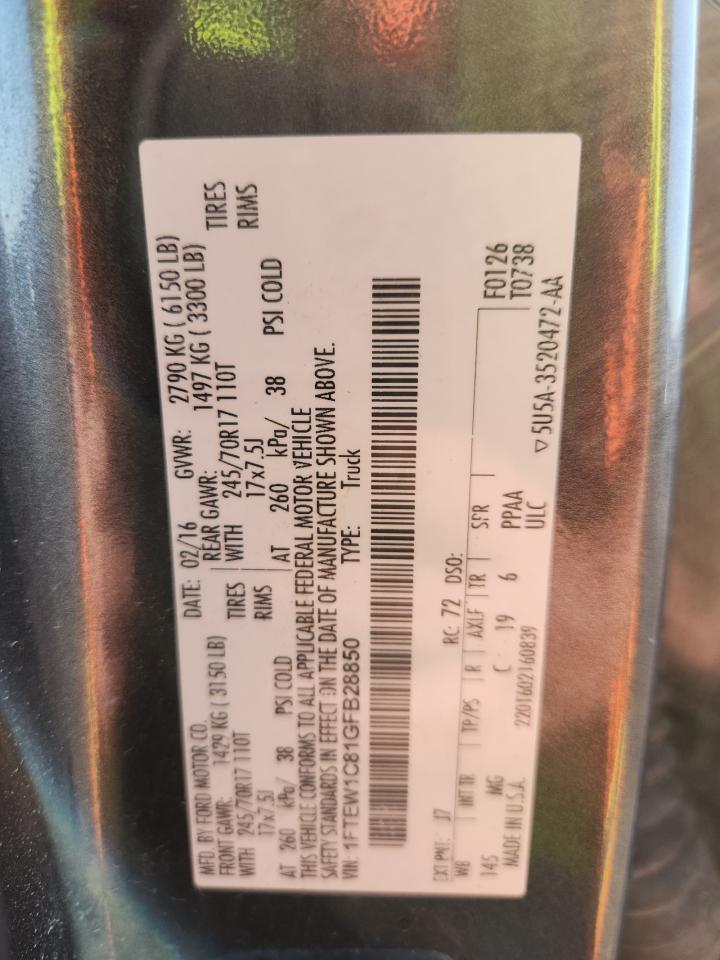 MFD. BY FORD MOTOR CO.
DATE: 02/16 GVWR: 2790 KG ( 6150 LB)
FRONT GAWR: 1429 KG ( 3150 LB) REAR GAWR: 1497 KG ( 3300 LB)
WITH 245/70R17 110T TIRES WITH 245/70R17 110T TIRES
17x7.5J RIMS 17x7.5J RIMS
AT 260 kPa/ 38 PSI COLD AT 260 kPa/ 38 PSI COLD
THIS VEHICLE CONFORMS TO ALL APPLICABLE FEDERAL MOTOR VEHICLE
SAFETY STANDARDS IN EFFECT ON THE DATE OF MANUFACTURE SHOWN ABOVE.
VIN: 1FTEW1C81GFB28850 TYPE: Truck
EXT PNT: J7 RC: 72 DSO:
WB INT TR TP/PS R AXLE TR SPR F0126
145 MG C 19 6 PPAA T0738
MADE IN U.S.A. 2201602160839 ULC ▽5U5A-3520472-AA